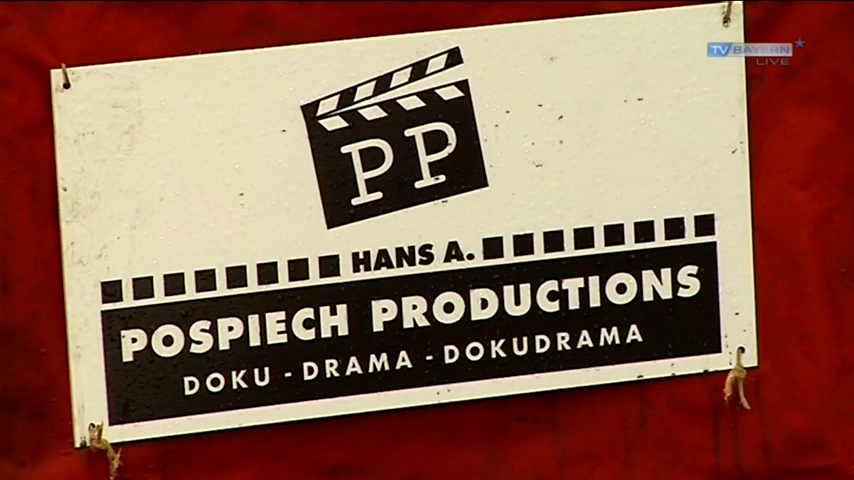 TV BAYERN
LIVE
PP
HANS A.
POSPIECH PRODUCTIONS
DOKU - DRAMA - DOKUDRAMA